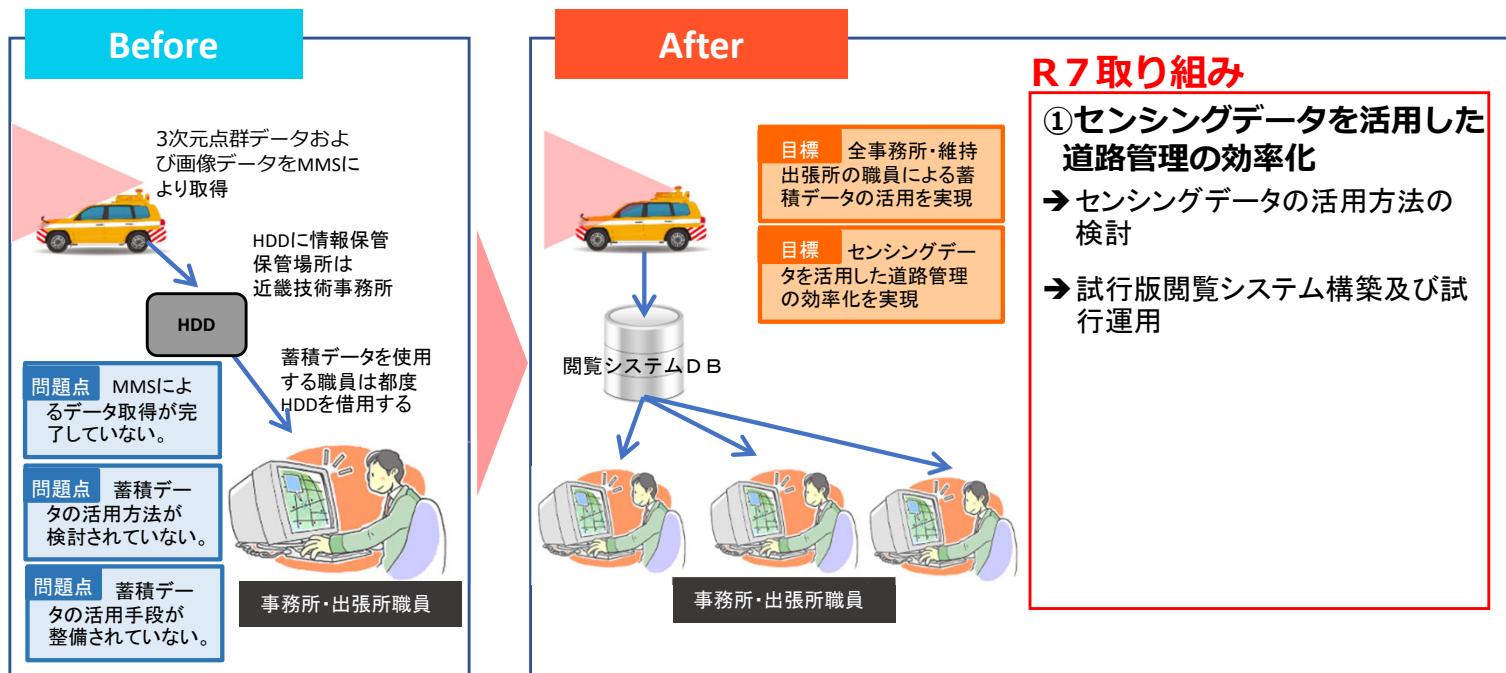 Before
3次元点群データおよ
び画像データをMMSに
より取得
HDDに情報保管
保管場所は
近畿技術事務所
HDD
蓄積データを使用
する職員は都度
HDDを借用する
問題点 MMSによ
るデータ取得が完
了していない。
問題点 蓄積デー
タの活用方法が
検討されていない。
問題点 蓄積デー
タの活用手段が
整備されていない。
事務所・出張所職員
After
目標 全事務所・維持
出張所の職員による蓄
積データの活用を実現
目標 センシングデー
タを活用した道路管理
の効率化を実現
閲覧システムDB
事務所・出張所職員
R7取り組み
①センシングデータを活用した
道路管理の効率化
➔ センシングデータの活用方法の
検討
➔ 試行版閲覧システム構築及び試
行運用